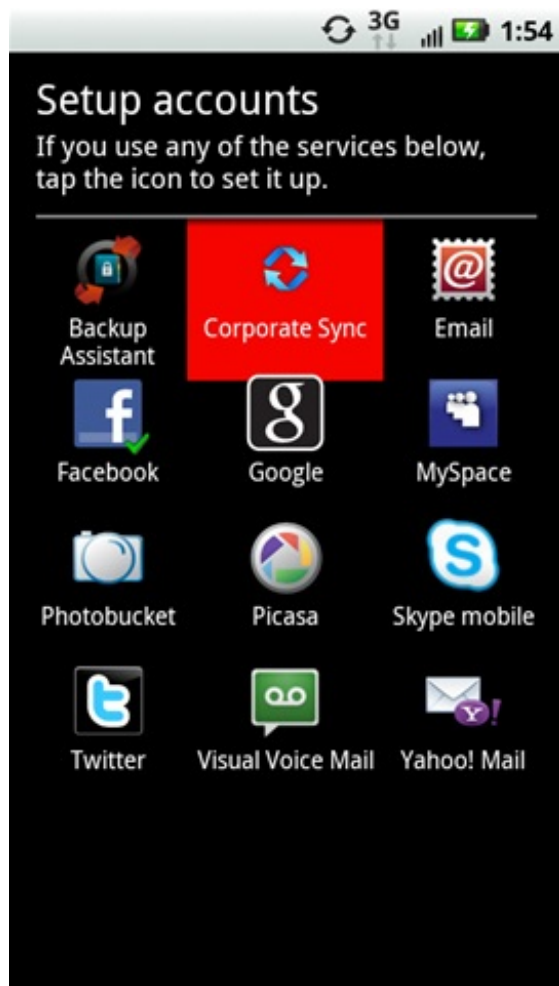 3G 1:54
Setup accounts
If you use any of the services below,
tap the icon to set it up.
Backup Assistant
Corporate Sync
Email
Facebook
Google
MySpace
Photobucket
Picasa
Skype mobile
Twitter
Visual Voice Mail
Yahoo! Mail